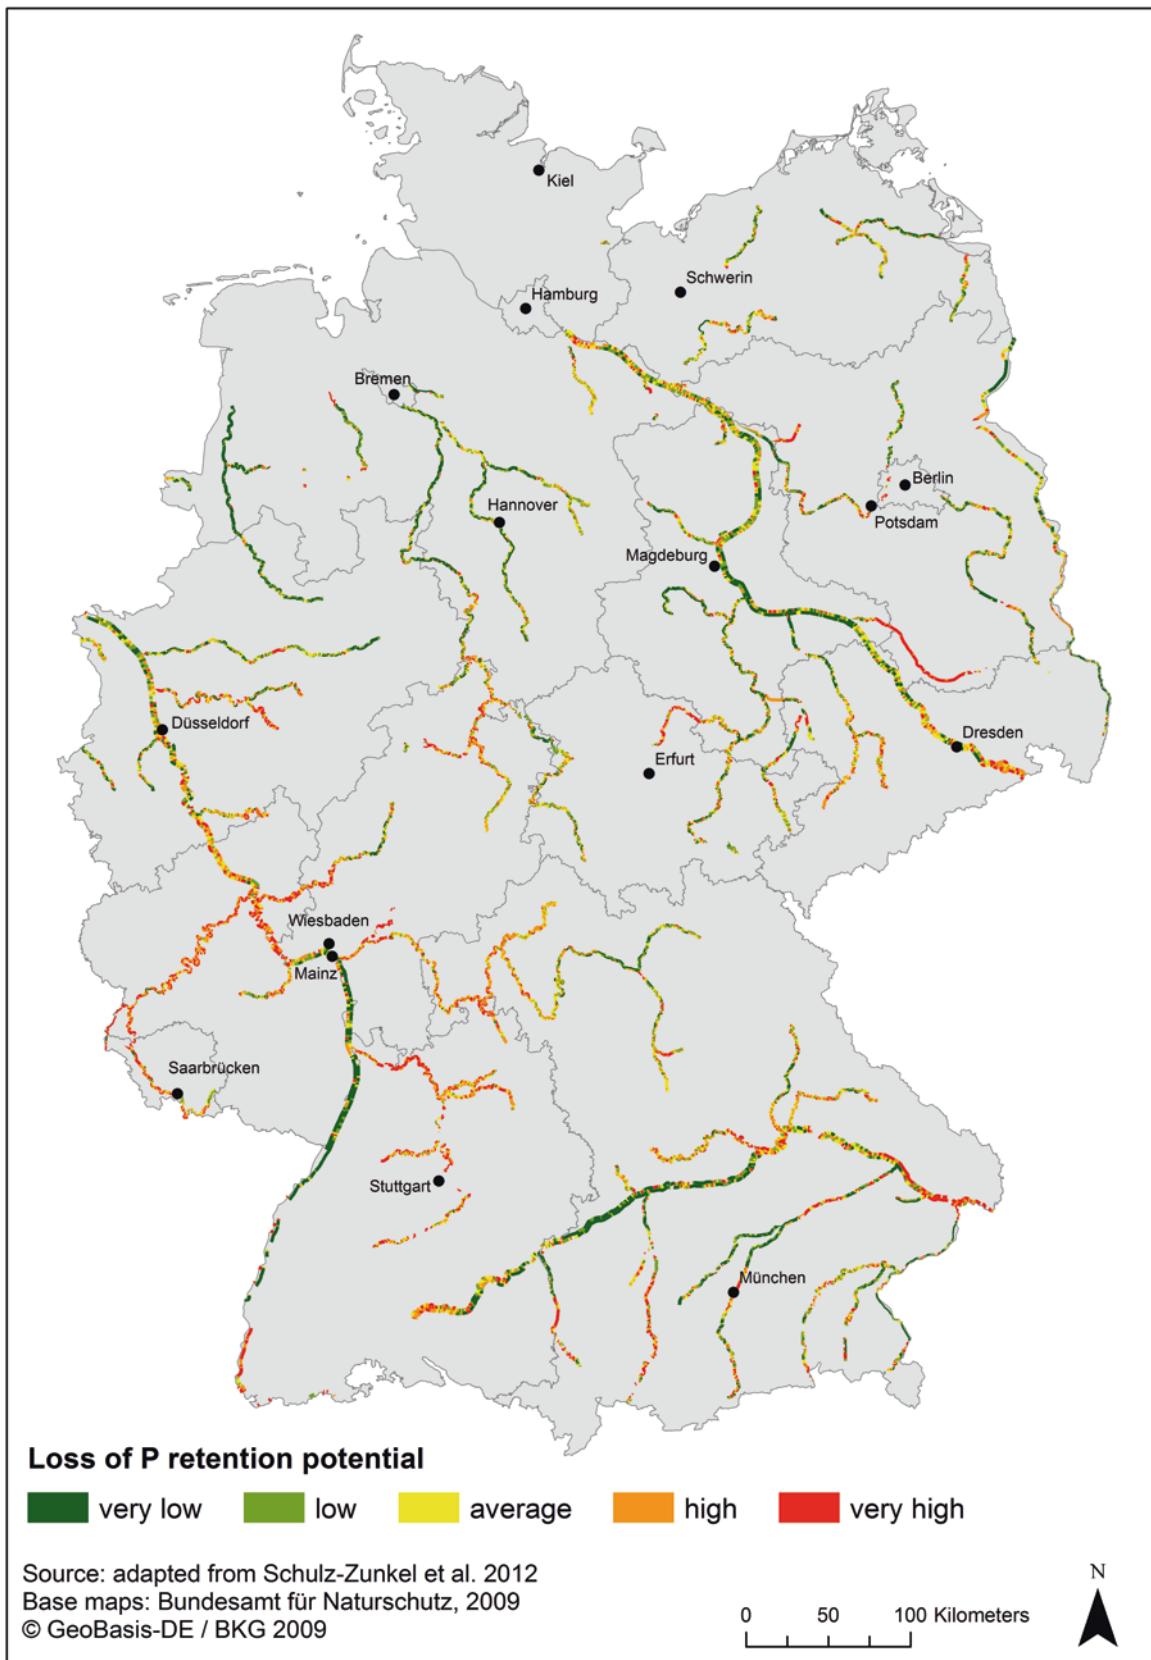 Kiel
Schwerin
Hamburg
Bremen
Berlin
Hannover
Potsdam
Magdeburg
Düsseldorf
Dresden
Erfurt
Wiesbaden
Mainz
Saarbrücken
Stuttgart
München
Loss of P retention potential
very low low average high very high
Source: adapted from Schulz-Zunkel et al. 2012
Base maps: Bundesamt für Naturschutz, 2009
© GeoBasis-DE / BKG 2009
N
0 50 100 Kilometers